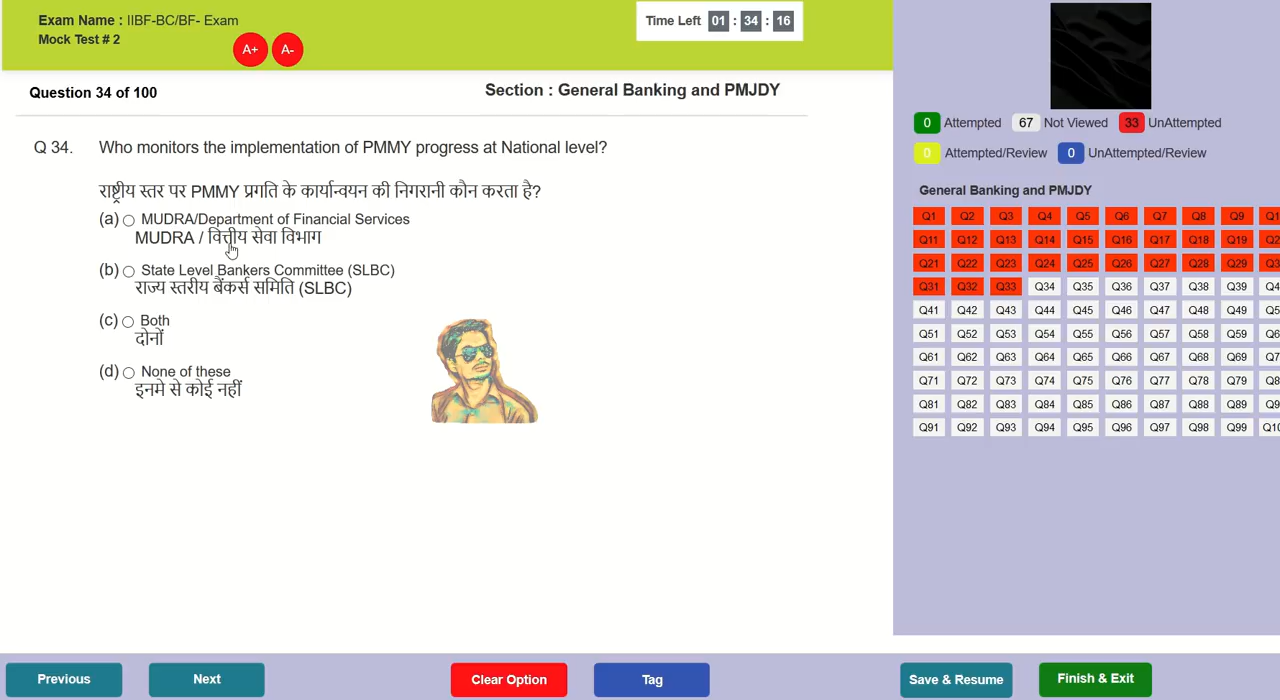 Exam Name : IIBF-BC/BF- Exam
Mock Test # 2
A+ A-
Time Left 01 : 34 : 16
Question 34 of 100
Section : General Banking and PMJDY
Q 34. Who monitors the implementation of PMMY progress at National level?
राष्ट्रीय स्तर पर PMMY प्रगति के कार्यान्वयन की निगरानी कौन करता है?
(a) MUDRA/Department of Financial Services
MUDRA / वित्तीय सेवा विभाग
(b) State Level Bankers Committee (SLBC)
राज्य स्तरीय बैंकर्स समिति (SLBC)
(c) Both
दोनों
(d) None of these
इनमे से कोई नहीं
0 Attempted 67 Not Viewed 33 UnAttempted
0 Attempted/Review 0 UnAttempted/Review
General Banking and PMJDY
Q1 Q2 Q3 Q4 Q5 Q6 Q7 Q8 Q9
Q11 Q12 Q13 Q14 Q15 Q16 Q17 Q18 Q19
Q21 Q22 Q23 Q24 Q25 Q26 Q27 Q28 Q29
Q31 Q32 Q33 Q34 Q35 Q36 Q37 Q38 Q39
Q41 Q42 Q43 Q44 Q45 Q46 Q47 Q48 Q49
Q51 Q52 Q53 Q54 Q55 Q56 Q57 Q58 Q59
Q61 Q62 Q63 Q64 Q65 Q66 Q67 Q68 Q69
Q71 Q72 Q73 Q74 Q75 Q76 Q77 Q78 Q79
Q81 Q82 Q83 Q84 Q85 Q86 Q87 Q88 Q89
Q91 Q92 Q93 Q94 Q95 Q96 Q97 Q98 Q99
Previous Next Clear Option Tag Save & Resume Finish & Exit